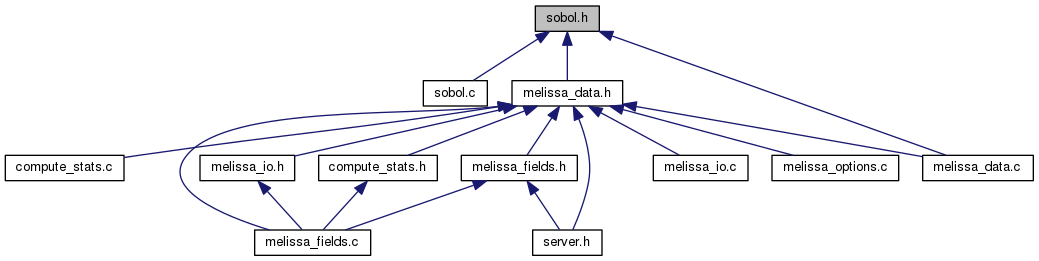 sobol.h
sobol.c
melissa_data.h
compute_stats.c
melissa_io.h
compute_stats.h
melissa_fields.h
melissa_io.c
melissa_options.c
melissa_data.c
melissa_fields.c
server.h